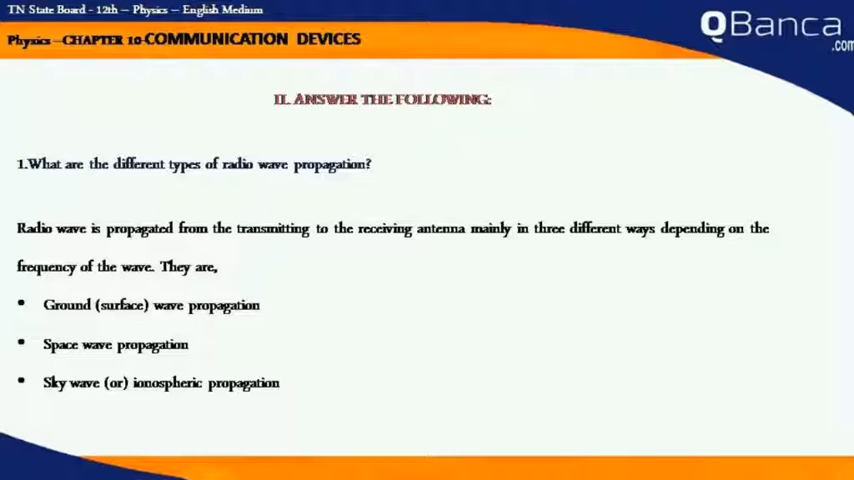 TN State Board - 12th – Physics – English Medium
QBanca
.com
Physics –CHAPTER 10-COMMUNICATION DEVICES
II. ANSWER THE FOLLOWING:
1.What are the different types of radio wave propagation?
Radio wave is propagated from the transmitting to the receiving antenna mainly in three different ways depending on the
frequency of the wave. They are,
• Ground (surface) wave propagation
• Space wave propagation
• Sky wave (or) ionospheric propagation